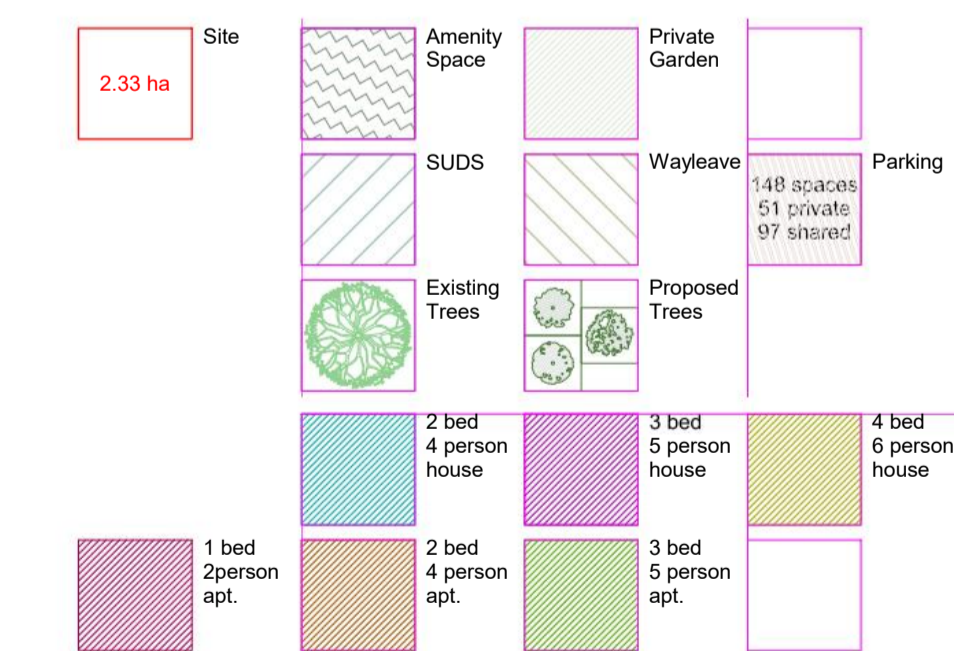 Site
2.33 ha
Amenity
Space
Private
Garden
SUDS
Wayleave
Parking
148 spaces
51 private
97 shared
Existing
Trees
Proposed
Trees
2 bed
4 person
house
3 bed
5 person
house
4 bed
6 person
house
1 bed
2person
apt.
2 bed
4 person
apt.
3 bed
5 person
apt.